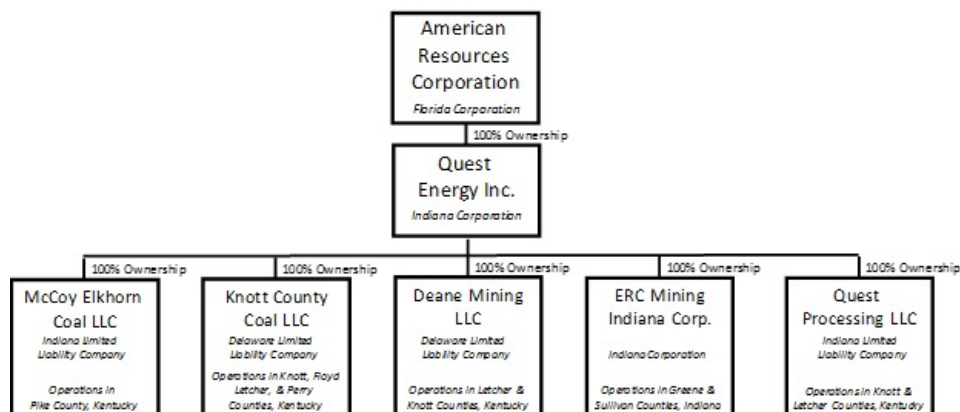 American
Resources
Corporation
Florida Corporation
100% Ownership
Quest
Energy Inc.
Indiana Corporation
100% Ownership
100% Ownership
100% Ownership
100% Ownership
100% Ownership
McCoy Elkhorn
Coal LLC
Indiana Limited
Liability Company
Operations in
Pike County, Kentucky
Knott County
Coal LLC
Delaware Limited
Liability Company
Operations in Knott, Floyd
Letcher, & Perry
Counties, Kentucky
Deane Mining
LLC
Delaware Limited
Liability Company
Operations in Letcher &
Knott Counties, Kentucky
ERC Mining
Indiana Corp.
Indiana Corporation
Operations in Greene &
Sullivan Counties, Indiana
Quest
Processing LLC
Indiana Limited
Liability Company
Operations in Knott &
Letcher Counties, Kentucky